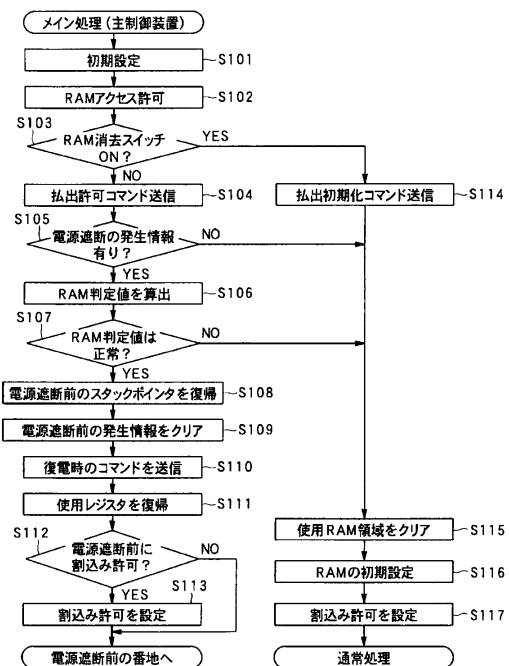 メイン処理(主制御装置)
初期設定
S101
RAMアクセス許可
S102
S103
RAM消去スイッチ
ON?
YES
NO
払出許可コマンド送信
S104
払出初期化コマンド送信
S114
S105
電源遮断の発生情報
有り?
NO
YES
RAM判定値を算出
S106
S107
RAM判定値は
正常?
NO
YES
電源遮断前のスタックポインタを復帰
S108
電源遮断前の発生情報をクリア
S109
復電時のコマンドを送信
S110
使用レジスタを復帰
S111
S112
電源遮断前に
割込み許可?
NO
YES
S113
割込み許可を設定
電源遮断前の番地へ
使用RAM領域をクリア
S115
RAMの初期設定
S116
割込み許可を設定
S117
通常処理